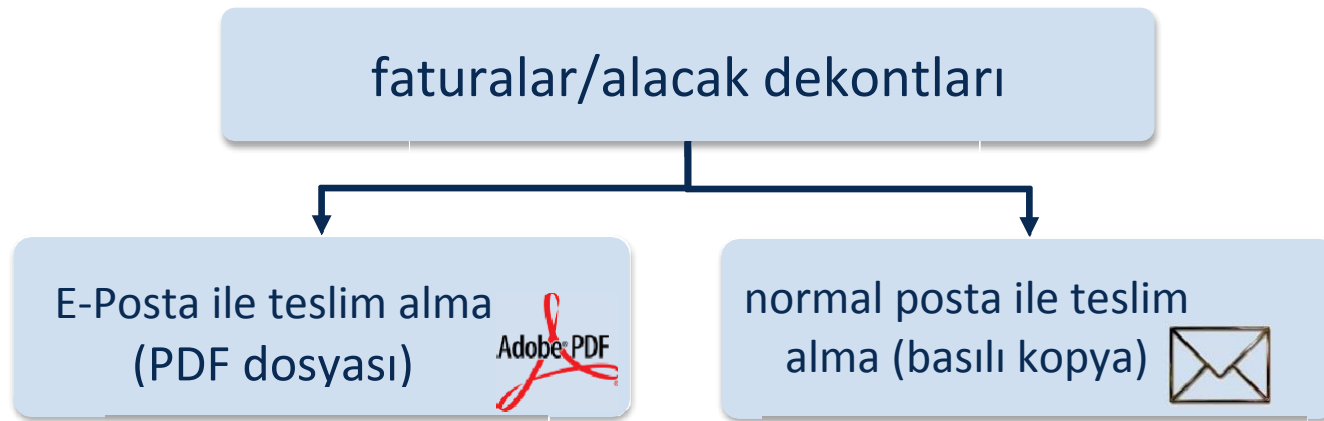 faturalar/alacak dekontları
E-Posta ile teslim alma
(PDF dosyası)
Adobe® PDF
normal posta ile teslim
alma (basılı kopya)